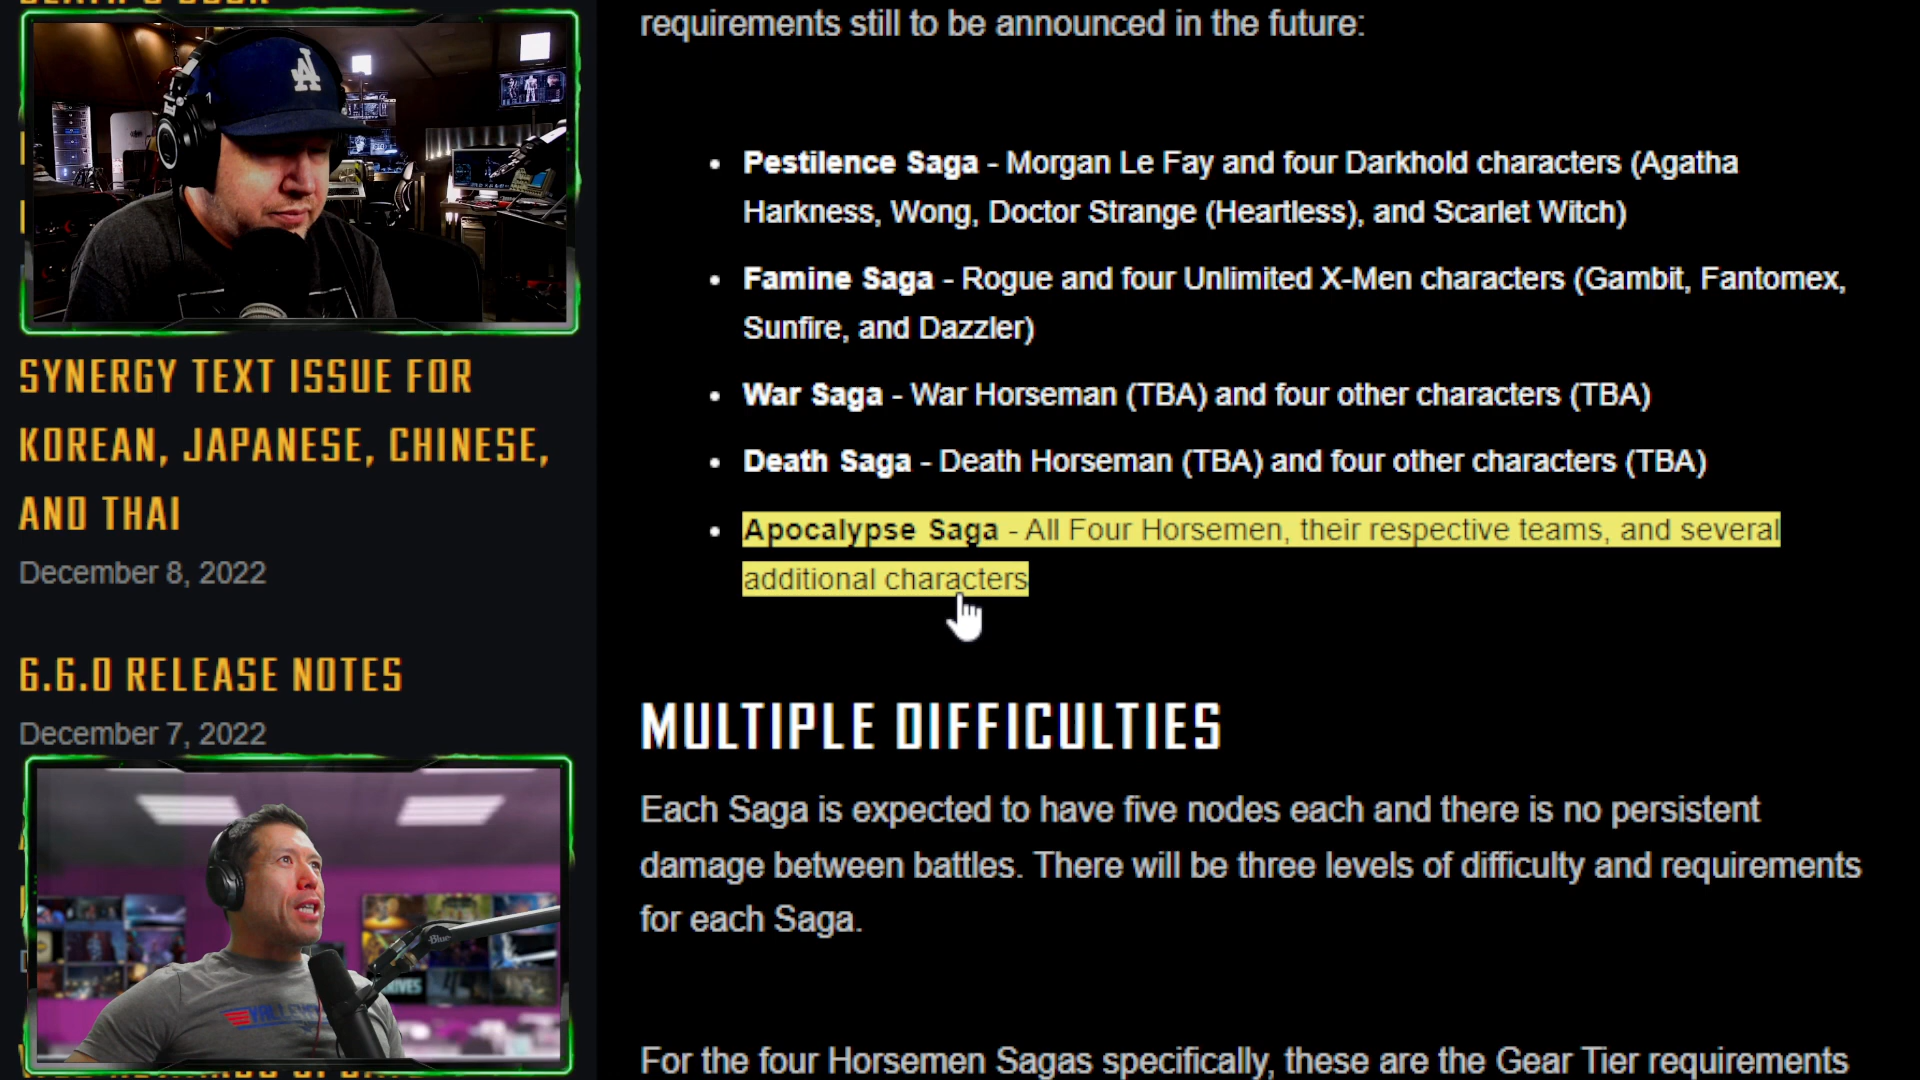 requirements still to be announced in the future:
Pestilence Saga - Morgan Le Fay and four Darkhold characters (Agatha
Harkness, Wong, Doctor Strange (Heartless), and Scarlet Witch)
Famine Saga - Rogue and four Unlimited X-Men characters (Gambit, Fantomex,
Sunfire, and Dazzler)
War Saga - War Horseman (TBA) and four other characters (TBA)
Death Saga - Death Horseman (TBA) and four other characters (TBA)
Apocalypse Saga - All Four Horsemen, their respective teams, and several
additional characters
MULTIPLE DIFFICULTIES
Each Saga is expected to have five nodes each and there is no persistent
damage between battles. There will be three levels of difficulty and requirements
for each Saga.
For the four Horsemen Sagas specifically, these are the Gear Tier requirements
LA
SYNERGY TEXT ISSUE FOR
KOREAN, JAPANESE, CHINESE,
AND THAI
December 8, 2022
6.6.0 RELEASE NOTES
December 7, 2022
Blue